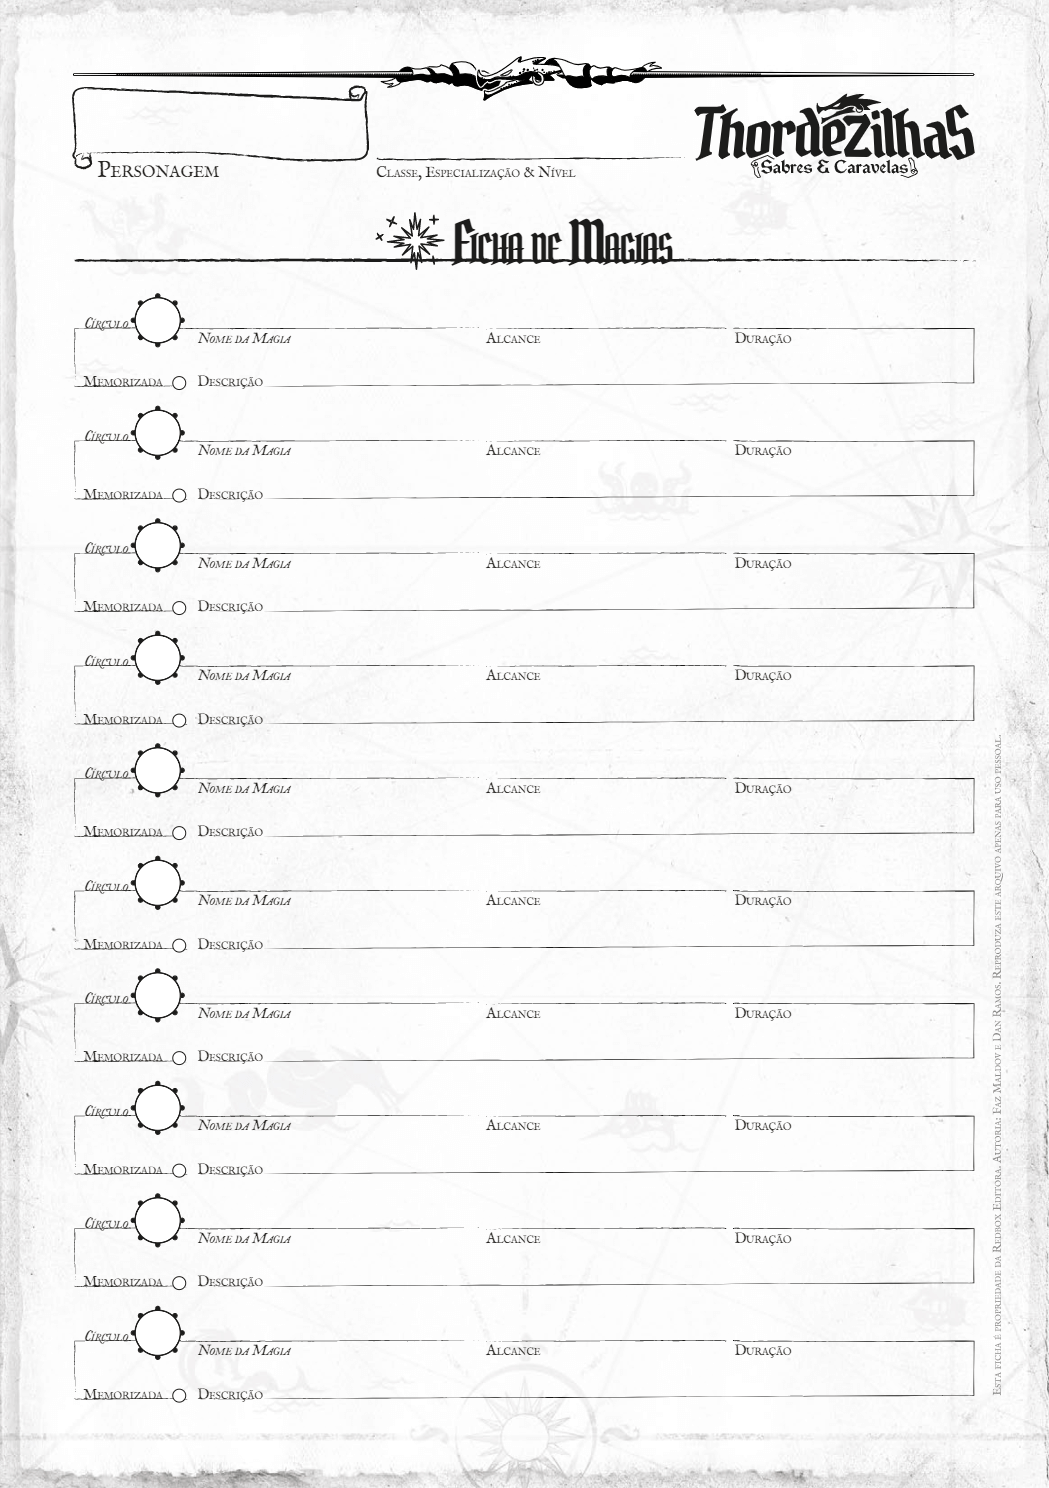 Thordezilhas
¡Sabres & Caravelas!
Personagem
Classe, Especialização & Nível
Ficha de Magias
Círculo
Nome da Magia Alcance Duração
Memorizada Descrição
Círculo
Nome da Magia Alcance Duração
Memorizada Descrição
Círculo
Nome da Magia Alcance Duração
Memorizada Descrição
Círculo
Nome da Magia Alcance Duração
Memorizada Descrição
Círculo
Nome da Magia Alcance Duração
Memorizada Descrição
Círculo
Nome da Magia Alcance Duração
Memorizada Descrição
Círculo
Nome da Magia Alcance Duração
Memorizada Descrição
Círculo
Nome da Magia Alcance Duração
Memorizada Descrição
Círculo
Nome da Magia Alcance Duração
Memorizada Descrição
Círculo
Nome da Magia Alcance Duração
Memorizada Descrição
Esta ficha é propriedade da Redbox Editora. Autoria: Faz Maldov e Dan Ramos. Reproduza este arquivo apenas para uso pessoal.